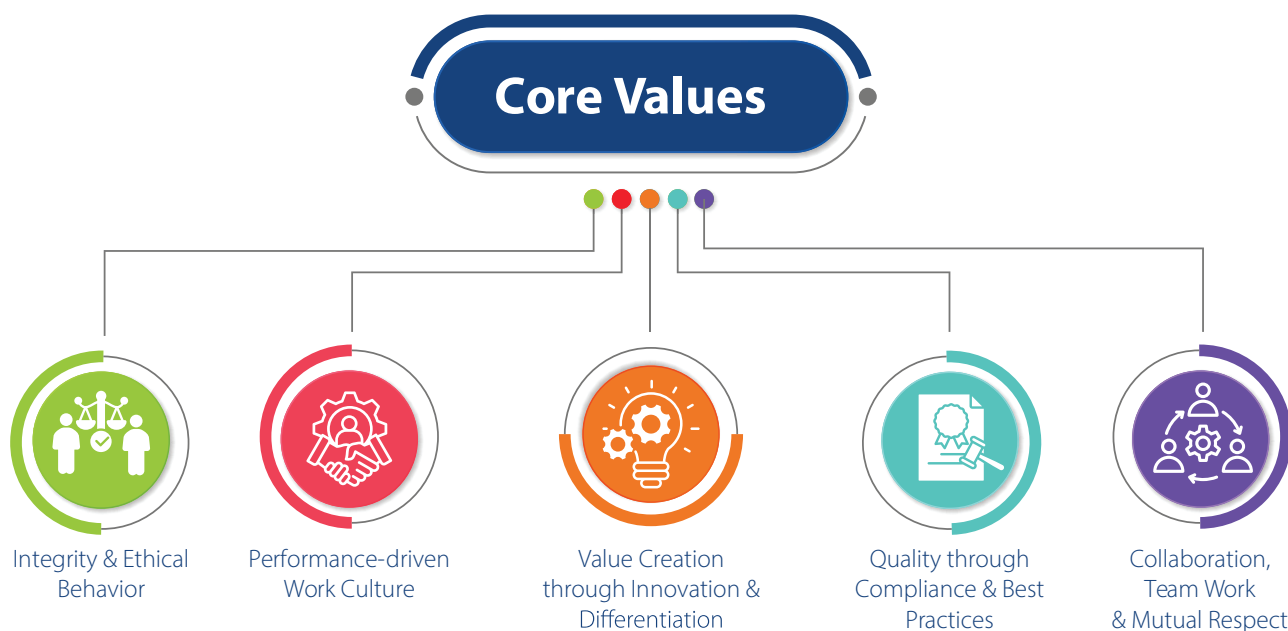 Core Values
Integrity & Ethical
Behavior
Performance-driven
Work Culture
Value Creation
through Innovation &
Differentiation
Quality through
Compliance & Best
Practices
Collaboration,
Team Work
& Mutual Respect